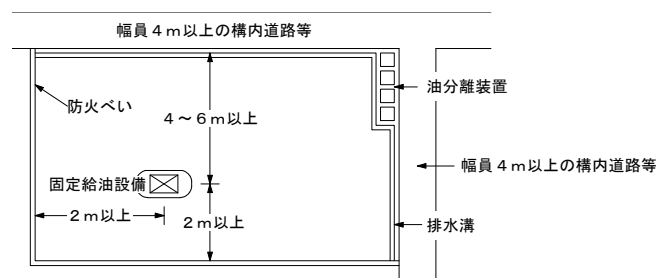 幅員４ｍ以上の構内道路等
油分離装置
防火べい
４～６ｍ以上
幅員４ｍ以上の構内道路等
固定給油設備
２ｍ以上
２ｍ以上
排水溝